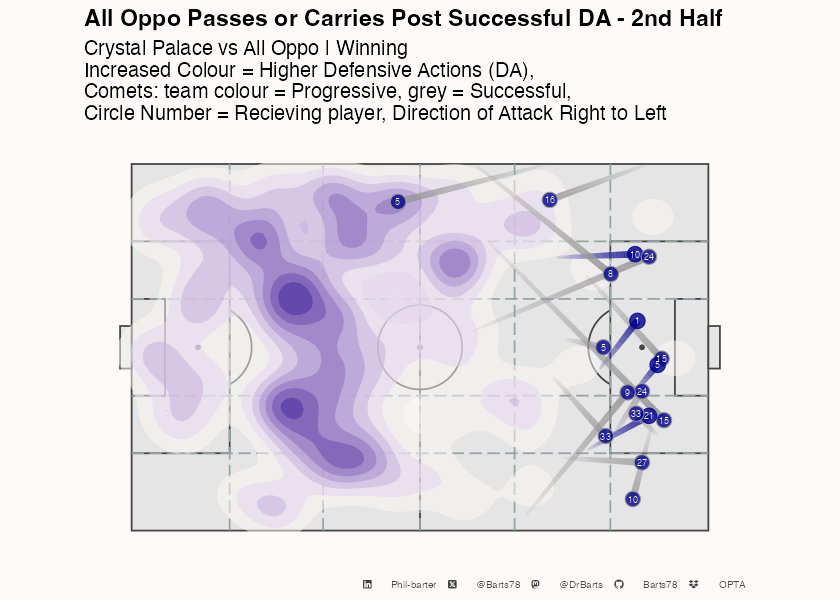 All Oppo Passes or Carries Post Successful DA - 2nd Half
Crystal Palace vs All Oppo | Winning
Increased Colour = Higher Defensive Actions (DA),
Comets: team colour = Progressive, grey = Successful,
Circle Number = Recieving player, Direction of Attack Right to Left
5
16
10
24
8
1
5
15
5
9
24
33
21
15
33
27
10
Phil-barter @Barts78 @DrBarts Barts78 OPTA